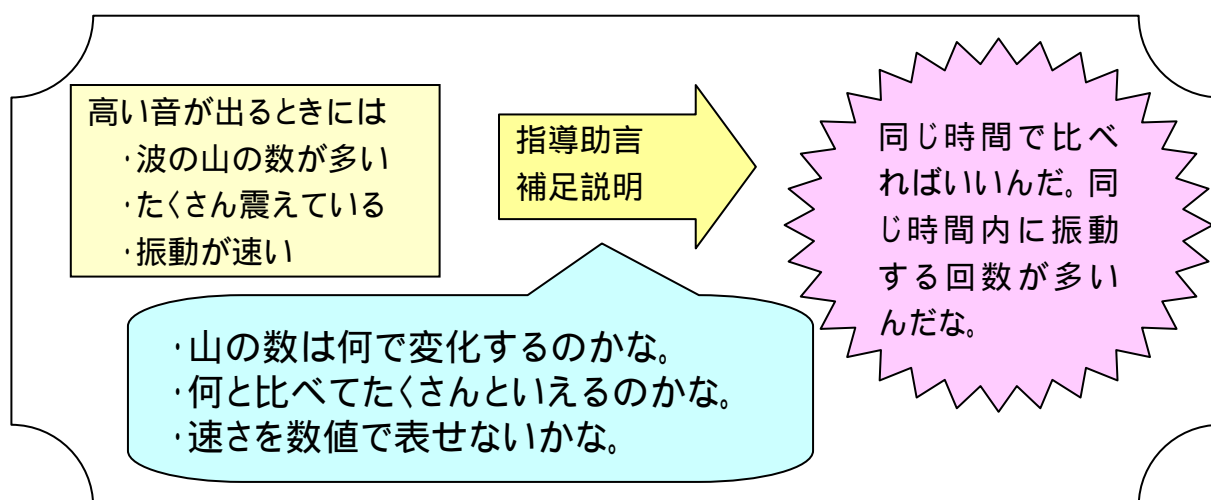 高い音が出るときには
・波の山の数が多い
・たくさん震えている
・振動が速い
指導助言
補足説明
・山の数は何で変化するのかな。
・何と比べてたくさんといえるのかな。
・速さを数値で表せないかな。
同じ時間で比べ
ればいいんだ。同
じ時間内に振動
する回数が多い
んだな。